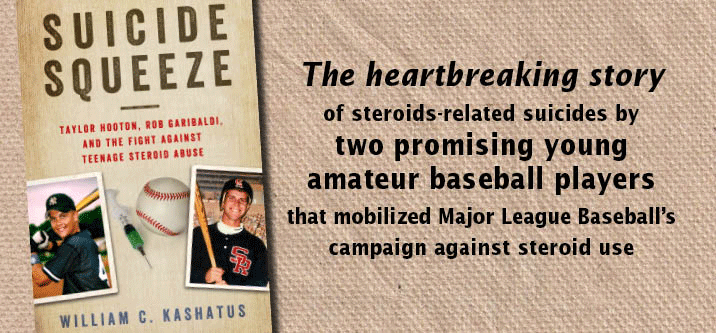 SUICIDE
SQUEEZE
TAYLOR HOOTON, ROB GARIBALDI,
AND THE FIGHT AGAINST
TEENAGE STEROID ABUSE
SR
WILLIAM C. KASHATUS
The heartbreaking story
of steroids-related suicides by
two promising young
amateur baseball players
that mobilized Major League Baseball's
campaign against steroid use